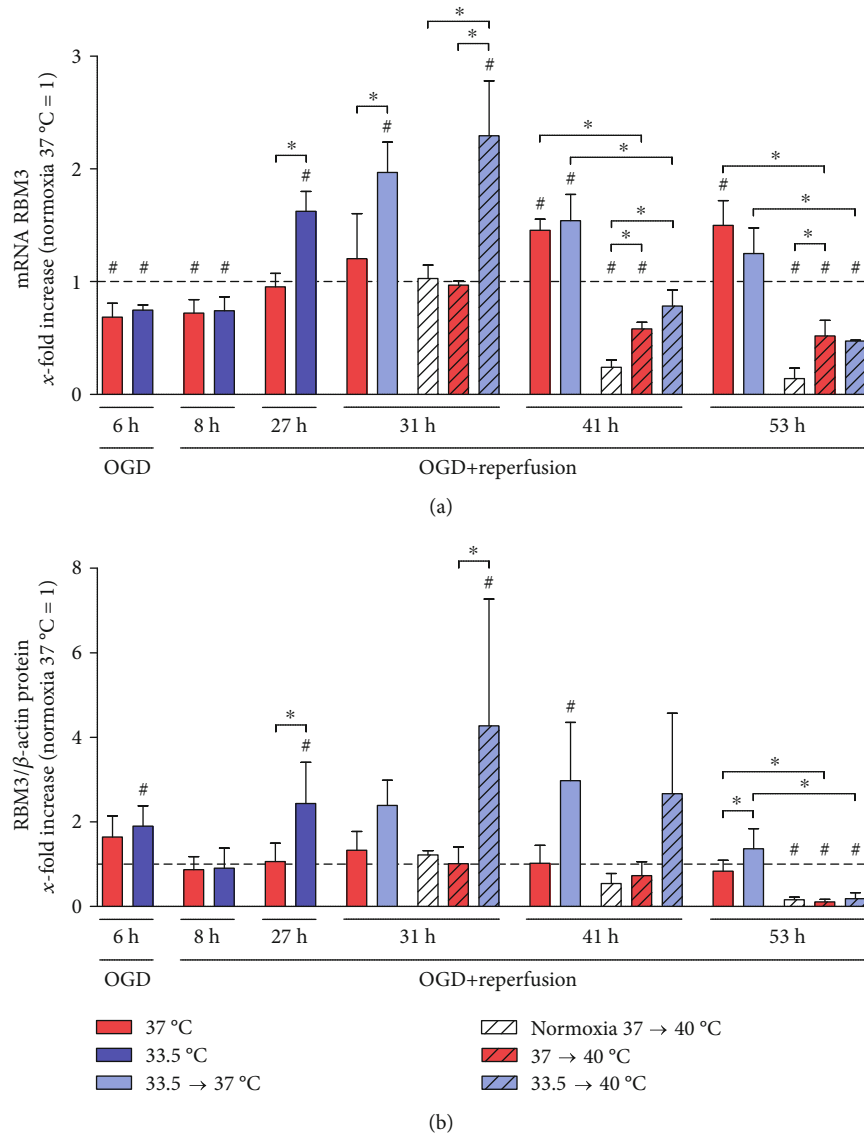 mRNA RBM3
x-fold increase (normoxia 37 °C = 1)
3
2
1
0
* * # * # * # # # # # * # # * * * # # * # * * * # # #
6 h 8 h 27 h 31 h 41 h 53 h
OGD OGD+reperfusion
(a)
RBM3/β-actin protein
x-fold increase (normoxia 37 °C = 1)
8
6
4
2
0
# * # * # # * * * # # #
6 h 8 h 27 h 31 h 41 h 53 h
OGD OGD+reperfusion
37 °C
33.5 °C
33.5 → 37 °C
Normoxia 37 → 40 °C
37 → 40 °C
33.5 → 40 °C
(b)